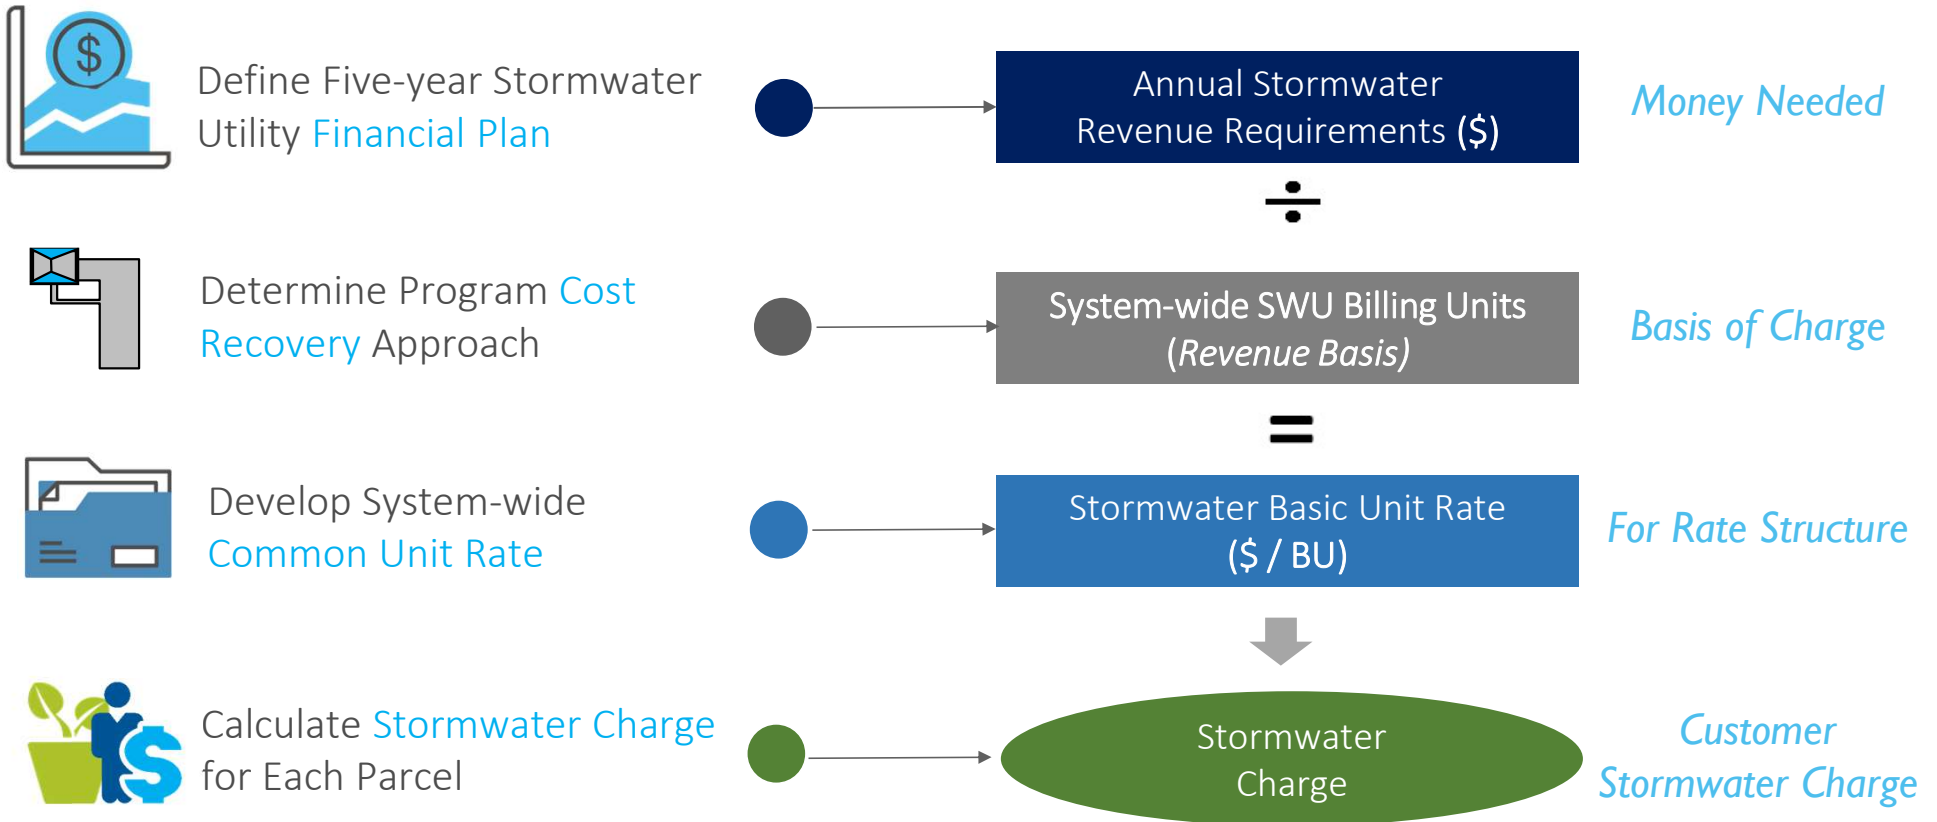 $
Define Five-year Stormwater
Utility Financial Plan
Annual Stormwater
Revenue Requirements ($)
Money Needed
÷
Determine Program Cost
Recovery Approach
System-wide SWU Billing Units
(Revenue Basis)
Basis of Charge
=
Develop System-wide
Common Unit Rate
Stormwater Basic Unit Rate
($ / BU)
For Rate Structure
$
Calculate Stormwater Charge
for Each Parcel
Stormwater
Charge
Customer
Stormwater Charge